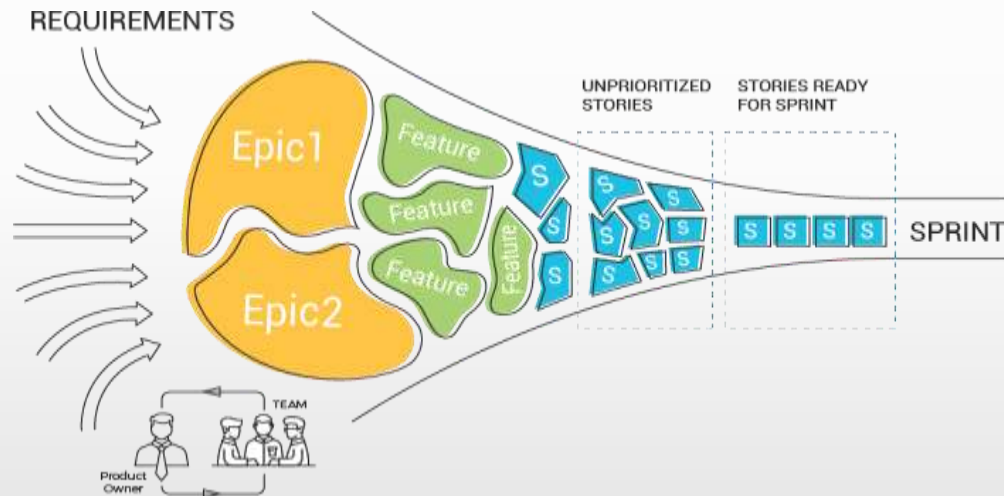 REQUIREMENTS
Epic1
Epic2
Feature
Feature
Feature
Feature
S
S
S
UNPRIORITIZED
STORIES
S
S
S
S
S
S
S
S
STORIES READY
FOR SPRINT
S
S
S
S
SPRINT
TEAM
Product
Owner